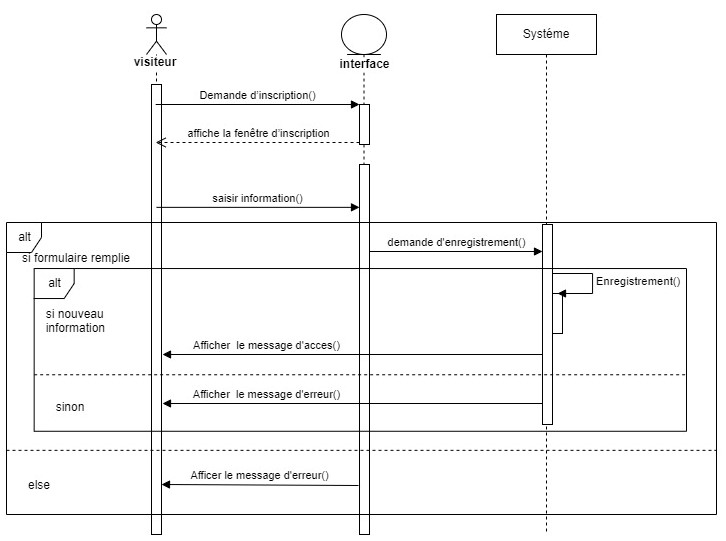 Systéme
visiteur
interface
Demande d'inscription()
affiche la fenêtre d'inscription
saisir information()
alt
demande d'enregistrement()
si formulaire remplie
alt
Enregistrement()
si nouveau
information
Afficher le message d'acces()
Afficher le message d'erreur()
sinon
Afficer le message d'erreur()
else